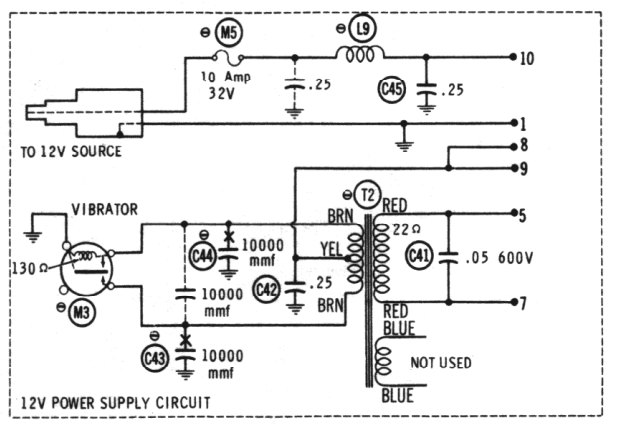 M5
L9
10 Amp
32V
.25
C45
.25
10
1
8
9
TO 12V SOURCE
T2
VIBRATOR
BRN
RED
5
22Ω
C44
10000
mmf
YEL
C41
.05 600V
130 Ω
C42
.25
10000
mmf
BRN
M3
RED
7
BLUE
C43
10000
mmf
NOT USED
BLUE
12V POWER SUPPLY CIRCUIT